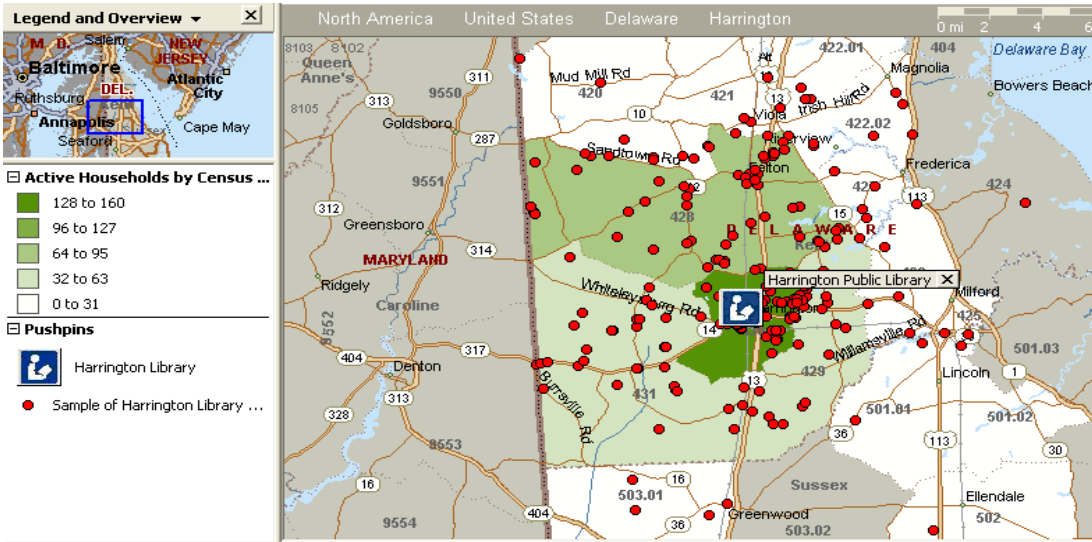 Legend and Overview
North America United States Delaware Harrington
0 mi 2 4 6
M. D.
Salem
NEW
JERSEY
Baltimore
Atlantic
City
DEL.
Ruthsburg
Annapolis
Cape May
Seaford
Active Households by Census ...
128 to 160
96 to 127
64 to 95
32 to 63
0 to 31
Pushpins
Harrington Library
Sample of Harrington Library ...
8103 8102
Queen
Anne's
8105
311
9550
313
Goldsboro
287
9551
312
Greensboro
314
MARYLAND
Ridgely
Caroline
9552
404
317
Denton
313
328
9553
16
404
9554
Mud Mill Rd
420
421
422.01
404
Delaware Bay
Magnolia
Bowers Beach
13
Irish Hill Rd
10
Viola
422.02
Sandtown Rd
Felton
Frederica
424
113
428
15
DELAWARE
Harrington Public Library
Whiteleysburg Rd
14
Milford
425
Williamsville Rd
501.03
429
Lincoln
1
13
Burrsville Rd
431
501.01
501.02
36
113
30
16
Sussex
503.01
Ellendale
Greenwood
502
36
503.02